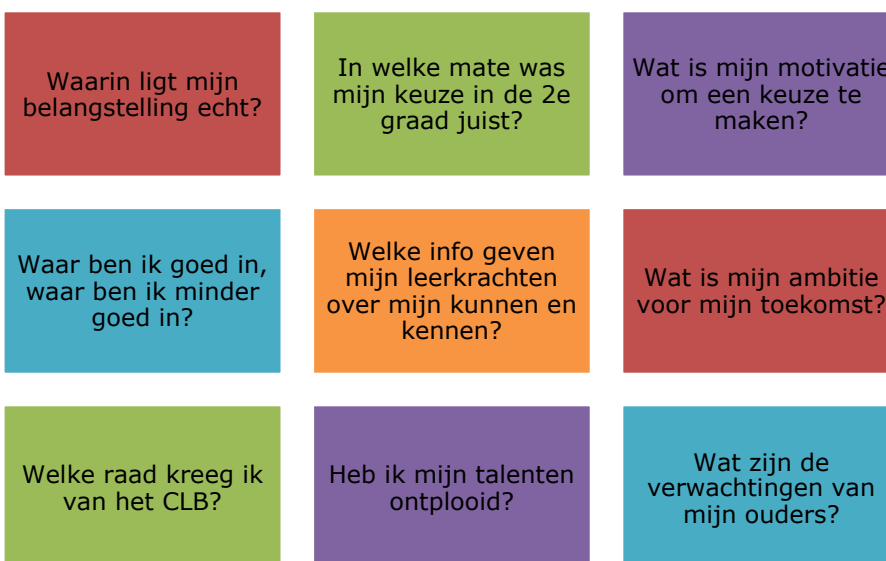 Waarin ligt mijn
belangstelling echt?
In welke mate was
mijn keuze in de 2e
graad juist?
Wat is mijn motivatie
om een keuze te
maken?
Waar ben ik goed in,
waar ben ik minder
goed in?
Welke info geven
mijn leerkrachten
over mijn kunnen en
kennen?
Wat is mijn ambitie
voor mijn toekomst?
Welke raad kreeg ik
van het CLB?
Heb ik mijn talenten
ontplooid?
Wat zijn de
verwachtingen van
mijn ouders?